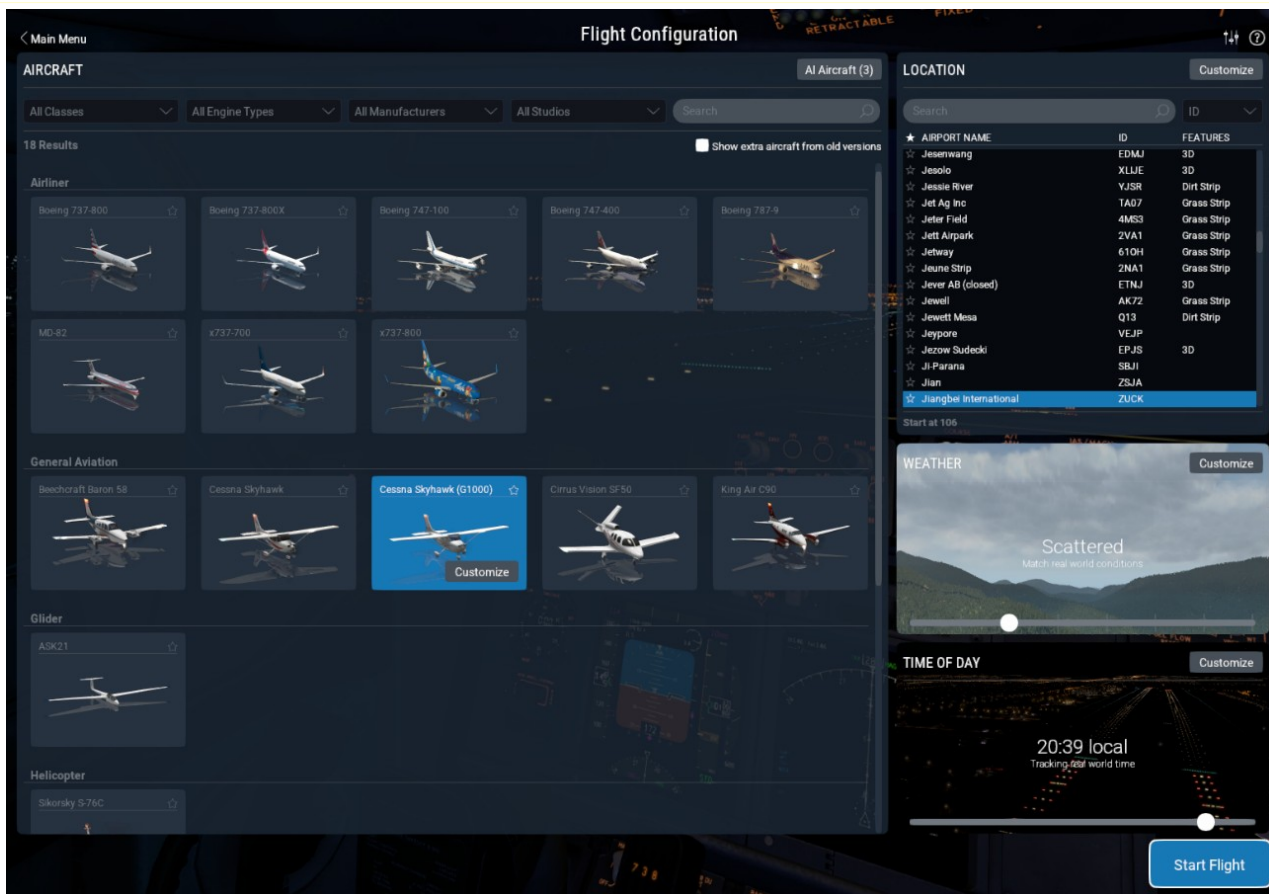 RETRACTABLE
FIXED
Main Menu
Flight Configuration
AIRCRAFT
AI Aircraft (3)
All Classes
All Engine Types
All Manufacturers
All Studios
Search
18 Results
Show extra aircraft from old versions
Airliner
Boeing 737-800
Boeing 737-800X
Boeing 747-100
Boeing 747-400
Boeing 787-9
MD-82
x737-700
x737-800
General Aviation
Beechcraft Baron 58
Cessna Skyhawk
Cessna Skyhawk (G1000)
Cirrus Vision SF50
King Air C90
Customize
Glider
ASK21
Helicopter
Sikorsky S-76C
LOCATION
Customize
Search
ID
AIRPORT NAME ID FEATURES
Jesenwang EDMJ 3D
Jesolo XLIJE 3D
Jessie River YJSR Dirt Strip
Jet Ag Inc TA07 Grass Strip
Jeter Field 4MS3 Grass Strip
Jett Airpark 2VA1 Grass Strip
Jetway 61OH Grass Strip
Jeune Strip 2NA1 Grass Strip
Jever AB (closed) ETNJ 3D
Jewell AK72 Grass Strip
Jewett Mesa Q13 Dirt Strip
Jeypore VEJP
Jezow Sudecki EPJS 3D
Ji-Parana SBJI
Jian ZSJA
Jiangbei International ZUCK
Start at 106
WEATHER
Customize
Scattered
Match real world conditions
TIME OF DAY
Customize
20:39 local
Tracking real world time
Start Flight
738